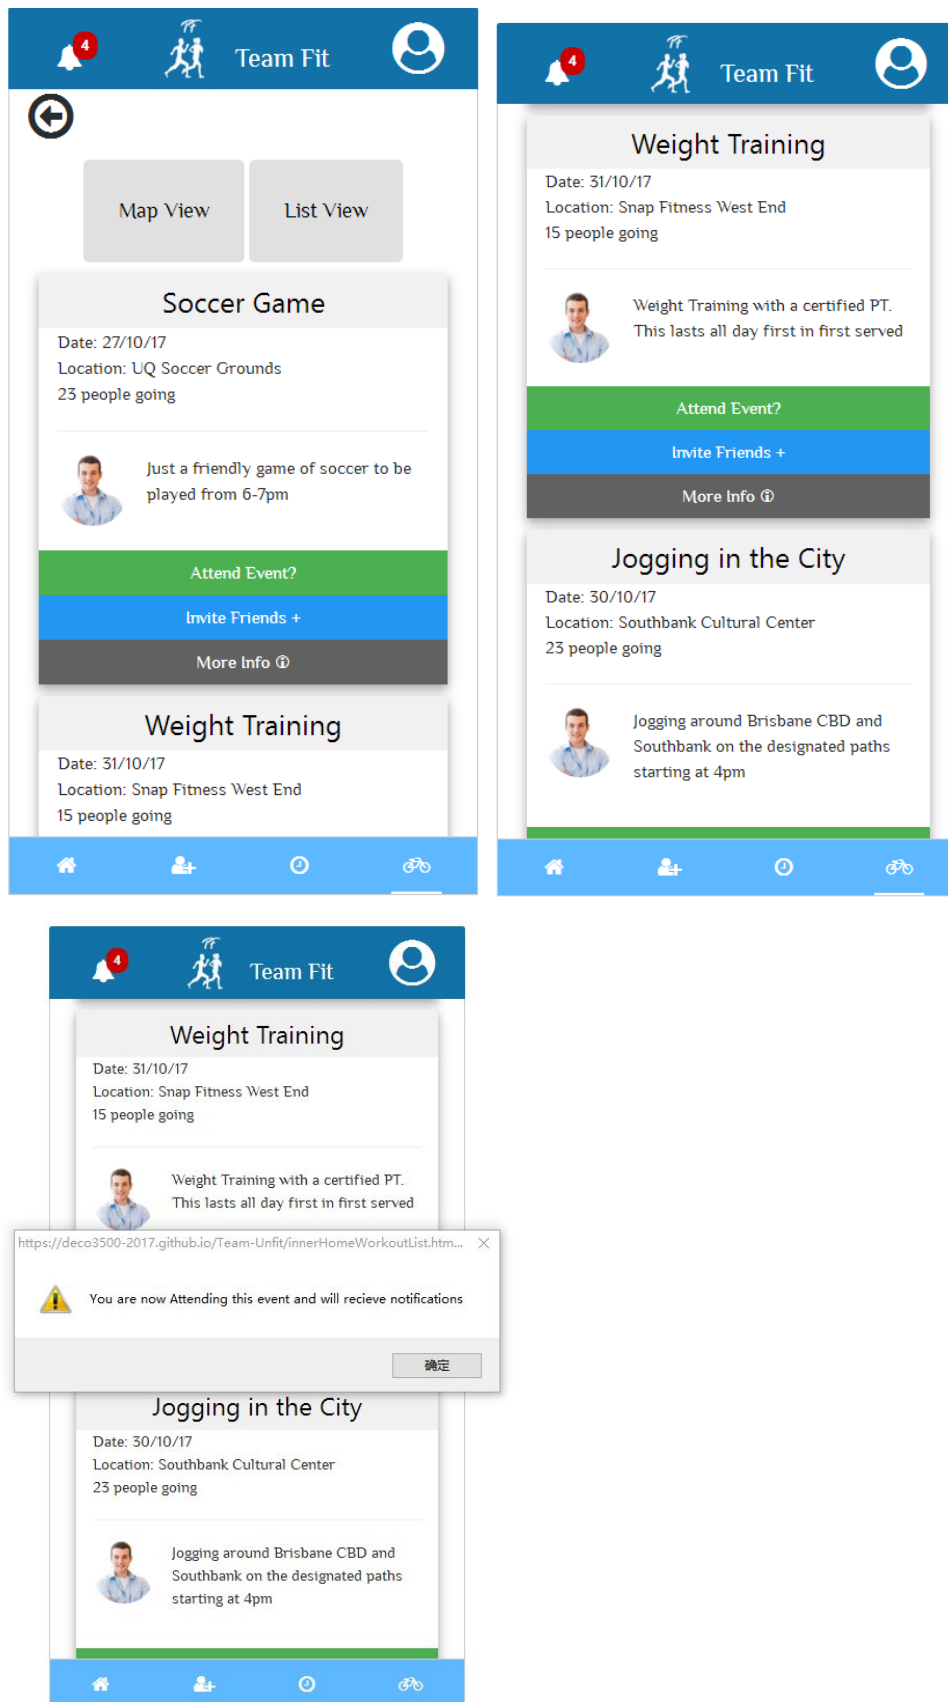 4
TF
Team Fit
Map View
List View
Soccer Game
Date: 27/10/17
Location: UQ Soccer Grounds
23 people going
Just a friendly game of soccer to be
played from 6-7pm
Attend Event?
Invite Friends +
More Info
Weight Training
Date: 31/10/17
Location: Snap Fitness West End
15 people going
4
TF
Team Fit
Weight Training
Date: 31/10/17
Location: Snap Fitness West End
15 people going
Weight Training with a certified PT.
This lasts all day first in first served
Attend Event?
Invite Friends +
More Info
Jogging in the City
Date: 30/10/17
Location: Southbank Cultural Center
23 people going
Jogging around Brisbane CBD and
Southbank on the designated paths
starting at 4pm
4
TF
Team Fit
Weight Training
Date: 31/10/17
Location: Snap Fitness West End
15 people going
Weight Training with a certified PT.
This lasts all day first in first served
https://deco3500-2017.github.io/Team-Unfit/innerHomeWorkoutList.htm...
You are now Attending this event and will recieve notifications
确定
Jogging in the City
Date: 30/10/17
Location: Southbank Cultural Center
23 people going
Jogging around Brisbane CBD and
Southbank on the designated paths
starting at 4pm